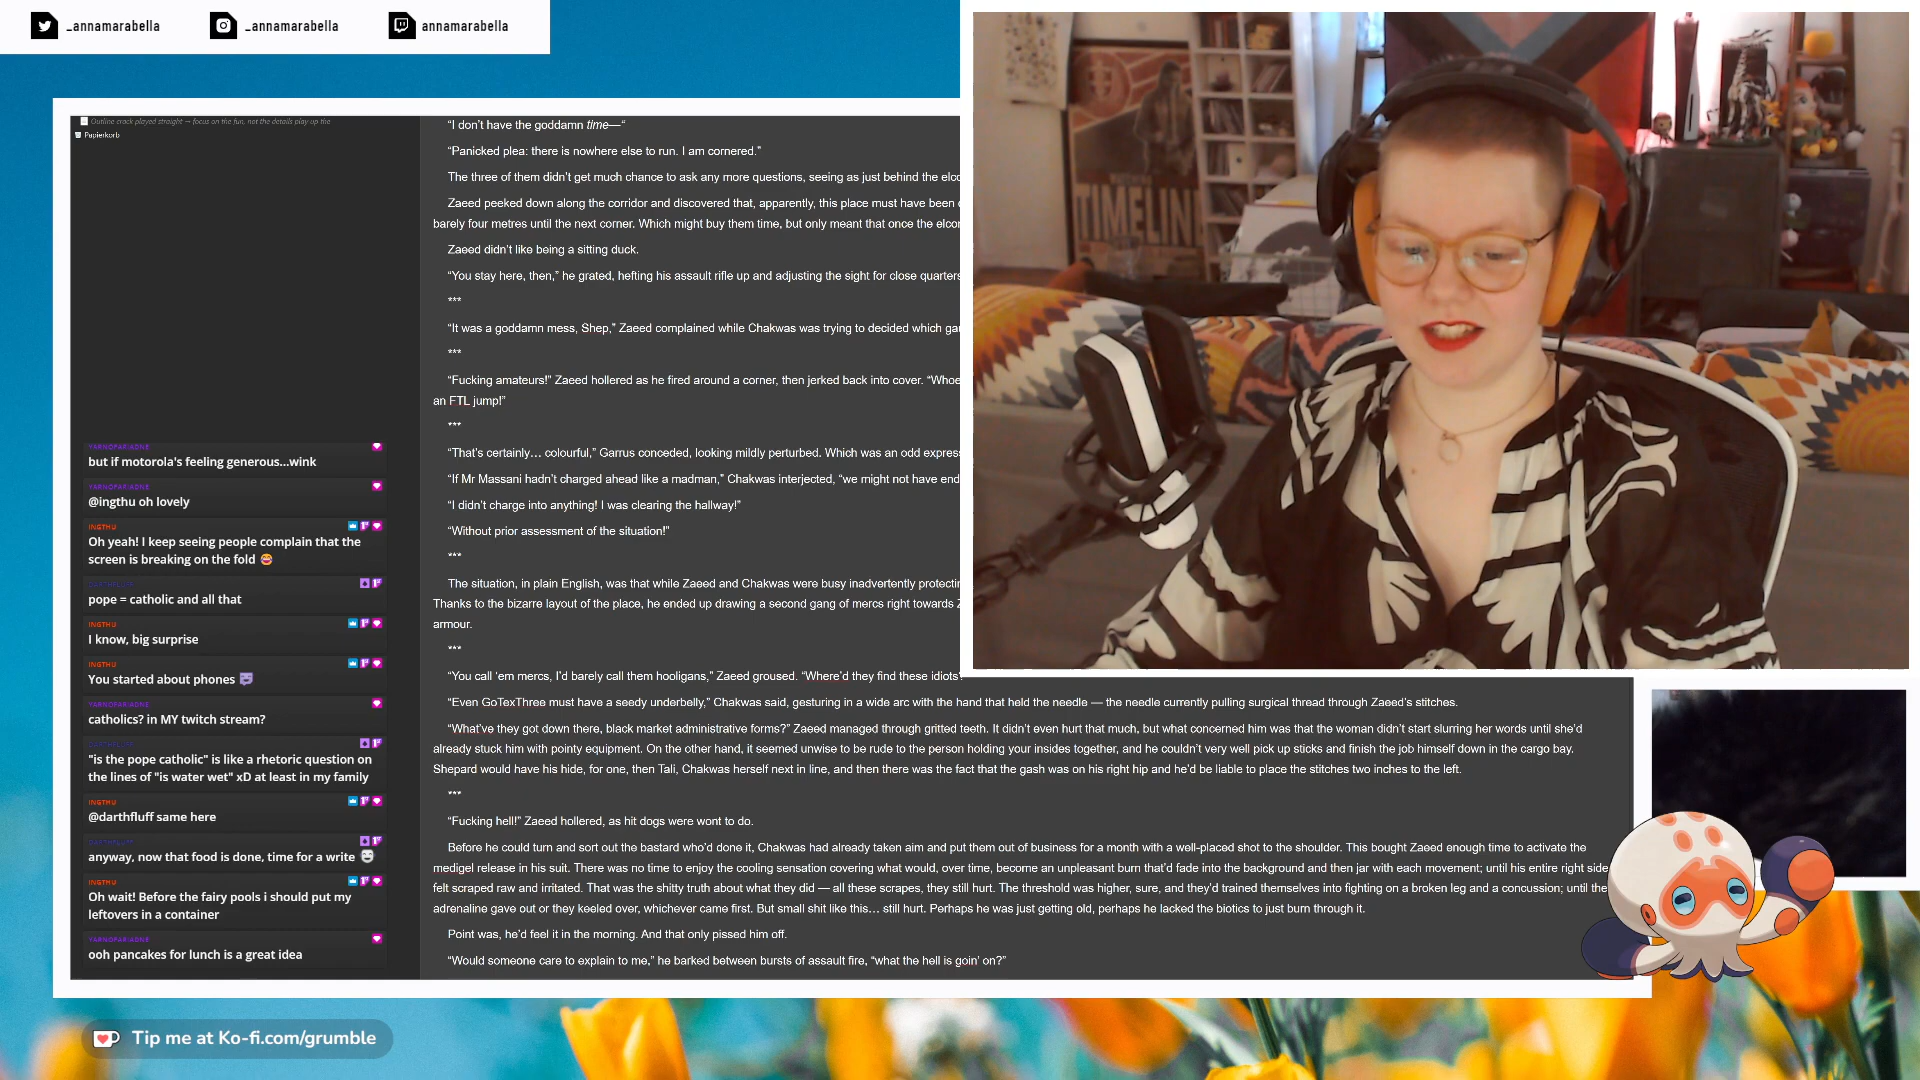 _annamarabella
_annamarabella
annamarabella
Outline crack played straight → focus on the fun, not the details play up the
Papierkorb
“I don’t have the goddamn time—“
“Panicked plea: there is nowhere else to run. I am cornered.”
The three of them didn’t get much chance to ask any more questions, seeing as just behind the elco
Zaeed peeked down along the corridor and discovered that, apparently, this place must have been
barely four metres until the next corner. Which might buy them time, but only meant that once the elco
Zaeed didn’t like being a sitting duck.
“You stay here, then,” he grated, hefting his assault rifle up and adjusting the sight for close quarters
***
“It was a goddamn mess, Shep,” Zaeed complained while Chakwas was trying to decided which ga
***
“Fucking amateurs!” Zaeed hollered as he fired around a corner, then jerked back into cover. “Whoe
an FTL jump!”
***
“That’s certainly… colourful,” Garrus conceded, looking mildly perturbed. Which was an odd expres
“If Mr Massani hadn’t charged ahead like a madman,” Chakwas interjected, “we might not have end
“I didn’t charge into anything! I was clearing the hallway!”
“Without prior assessment of the situation!”
***
The situation, in plain English, was that while Zaeed and Chakwas were busy inadvertently protectin
Thanks to the bizarre layout of the place, he ended up drawing a second gang of mercs right towards
armour.
***
“You call ’em mercs, I’d barely call them hooligans,” Zaeed groused. “Where’d they find these idiots
“Even GoTexThree must have a seedy underbelly,” Chakwas said, gesturing in a wide arc with the hand that held the needle — the needle currently pulling surgical thread through Zaeed’s stitches.
“What’ve they got down there, black market administrative forms?” Zaeed managed through gritted teeth. It didn’t even hurt that much, but what concerned him was that the woman didn’t start slurring her words until she’d
already stuck him with pointy equipment. On the other hand, it seemed unwise to be rude to the person holding your insides together, and he couldn’t very well pick up sticks and finish the job himself down in the cargo bay.
Shepard would have his hide, for one, then Tali, Chakwas herself next in line, and then there was the fact that the gash was on his right hip and he’d be liable to place the stitches two inches to the left.
***
“Fucking hell!” Zaeed hollered, as hit dogs were wont to do.
Before he could turn and sort out the bastard who’d done it, Chakwas had already taken aim and put them out of business for a month with a well-placed shot to the shoulder. This bought Zaeed enough time to activate the
medigel release in his suit. There was no time to enjoy the cooling sensation covering what would, over time, become an unpleasant burn that’d fade into the background and then jar with each movement; until his entire right side
felt scraped raw and irritated. That was the shitty truth about what they did — all these scrapes, they still hurt. The threshold was higher, sure, and they’d trained themselves into fighting on a broken leg and a concussion; until the
adrenaline gave out or they keeled over, whichever came first. But small shit like this… still hurt. Perhaps he was just getting old, perhaps he lacked the biotics to just burn through it.
Point was, he’d feel it in the morning. And that only pissed him off.
“Would someone care to explain to me,” he barked between bursts of assault fire, “what the hell is goin’ on?”
YARNOFARIADNE
but if motorola's feeling generous...wink
YARNOFARIADNE
@ingthu oh lovely
INGTHU
Oh yeah! I keep seeing people complain that the
screen is breaking on the fold
DARTHFLUFF
pope = catholic and all that
INGTHU
I know, big surprise
INGTHU
You started about phones
YARNOFARIADNE
catholics? in MY twitch stream?
DARTHFLUFF
"is the pope catholic" is like a rhetoric question on
the lines of "is water wet" xD at least in my family
INGTHU
@darthfluff same here
DARTHFLUFF
anyway, now that food is done, time for a write
INGTHU
Oh wait! Before the fairy pools i should put my
leftovers in a container
YARNOFARIADNE
ooh pancakes for lunch is a great idea
Tip me at Ko-fi.com/grumble
TIMELINE